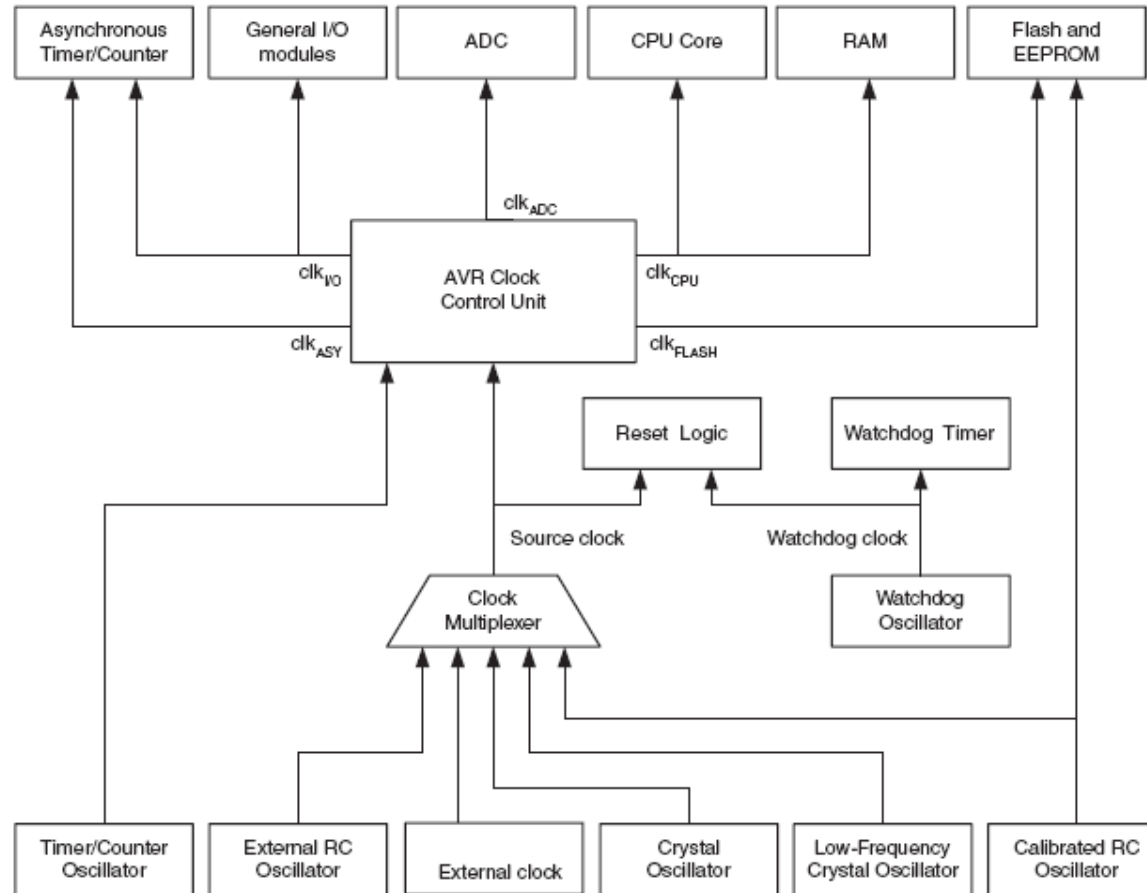 Asynchronous
Timer/Counter
General I/O
modules
ADC
CPU Core
RAM
Flash and
EEPROM
clkADC
clkI/O
AVR Clock
Control Unit
clkCPU
clkASY
clkFLASH
Reset Logic
Watchdog Timer
Source clock
Watchdog clock
Clock
Multiplexer
Watchdog
Oscillator
Timer/Counter
Oscillator
External RC
Oscillator
External clock
Crystal
Oscillator
Low-Frequency
Crystal Oscillator
Calibrated RC
Oscillator